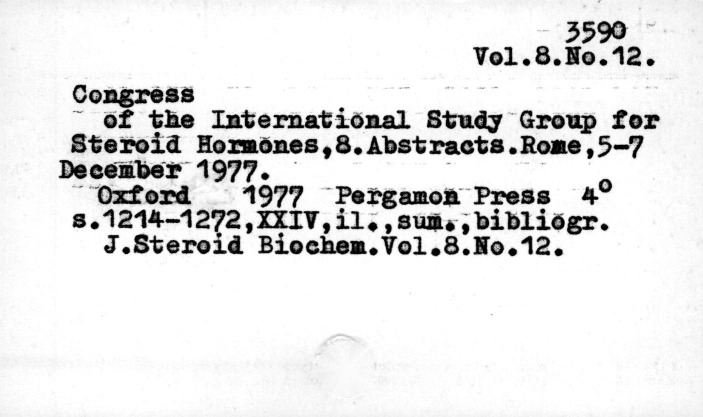 3590
Vol.8.No.12.
Congress
of the International Study Group for
Steroid Hormones,8.Abstracts.Rome,5-7
December 1977.
Oxford 1977 Pergamon Press 4°
s.1214-1272,XXIV,il.,sum.,bibliogr.
J.Steroid Biochem.Vol.8.No.12.